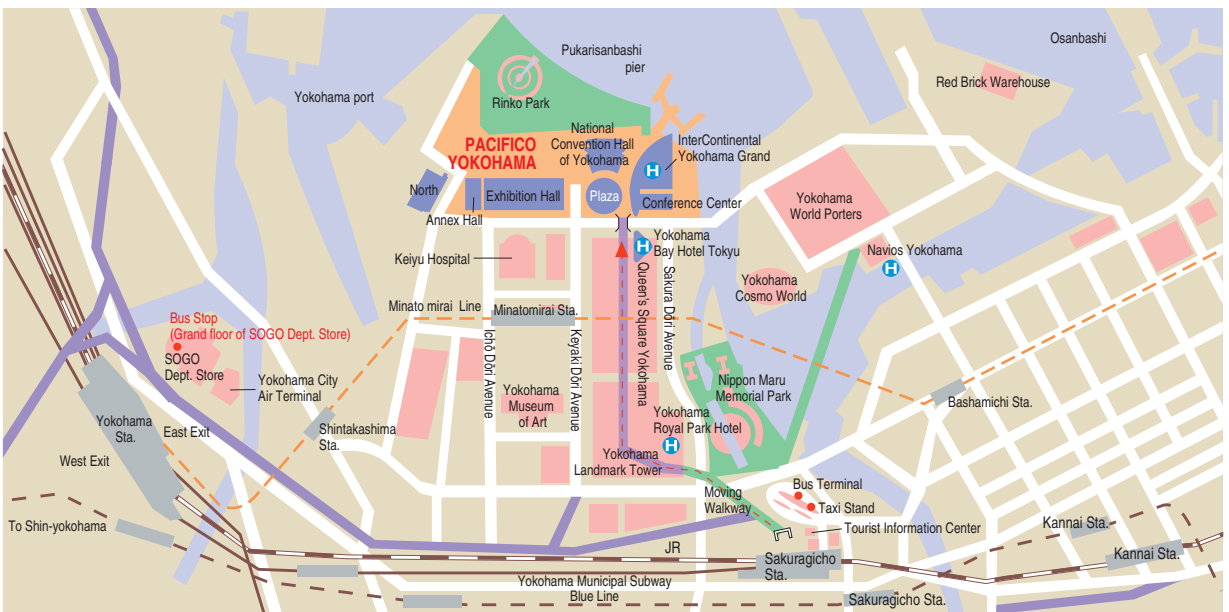 Pukarisanbashi
pier
Osanbashi
Red Brick Warehouse
Yokohama port
Rinko Park
National
Convention Hall
of Yokohama
PACIFICO
YOKOHAMA
InterContinental
Yokohama Grand
H
North
Annex Hall
Exhibition Hall
Plaza
Conference Center
Yokohama
World Porters
Keiyu Hospital
Yokohama
Bay Hotel Tokyu
H
Navios Yokohama
H
Yokohama
Cosmo World
Minato mirai Line
Minatomirai Sta.
Queen's Square Yokohama
Sakura Dōri Avenue
Ichō Dōri Avenue
Keyaki Dōri Avenue
Bus Stop
(Grand floor of SOGO Dept. Store)
SOGO
Dept. Store
Yokohama City
Air Terminal
Yokohama
Museum
of Art
Nippon Maru
Memorial Park
Bashamichi Sta.
Yokohama
Sta.
East Exit
West Exit
Shintakashima
Sta.
Yokohama
Royal Park Hotel
H
Yokohama
Landmark Tower
Moving
Walkway
Bus Terminal
Taxi Stand
Tourist Information Center
To Shin-yokohama
JR
Sakuragicho
Sta.
Kannai Sta.
Kannai Sta.
Yokohama Municipal Subway
Blue Line
Sakuragicho Sta.